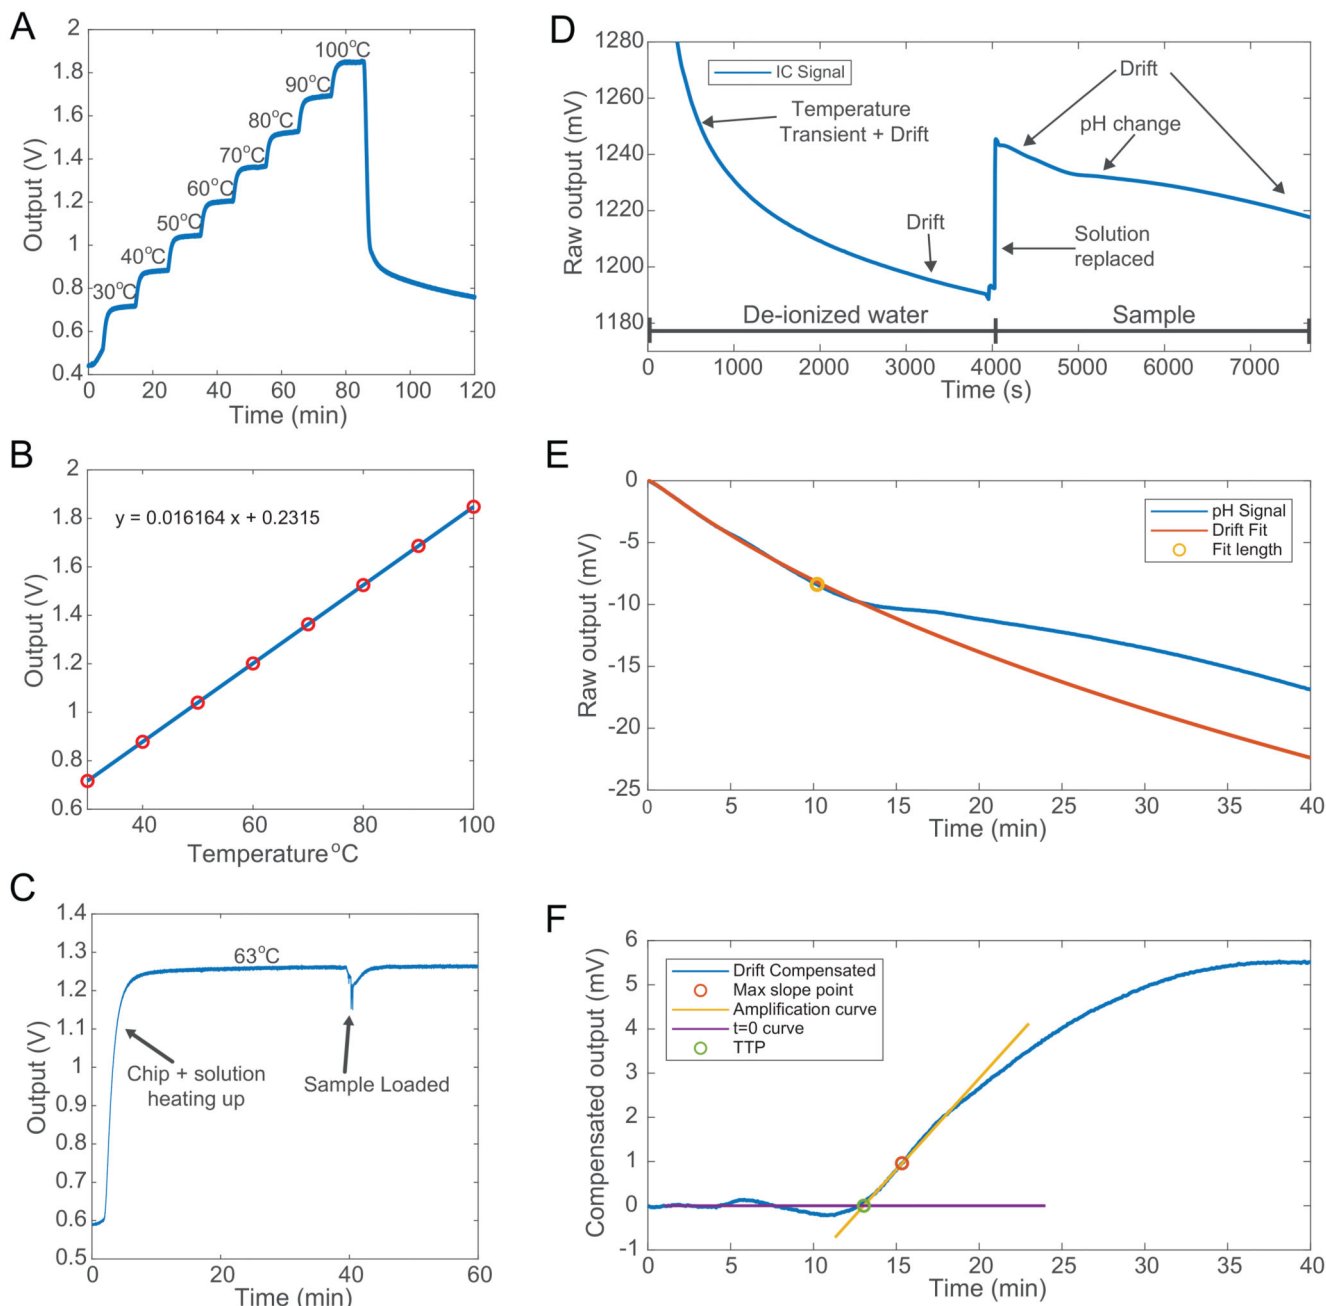 A
2
1.8
1.6
1.4
1.2
1
0.8
0.6
0.4
Output (V)
30°C
40°C
50°C
60°C
70°C
80°C
90°C
100°C
0 20 40 60 80 100 120
Time (min)
B
2
1.8
1.6
1.4
1.2
1
0.8
0.6
Output (V)
y = 0.016164 x + 0.2315
40 60 80 100
Temperature °C
C
1.4
1.3
1.2
1.1
1
0.9
0.8
0.7
0.6
0.5
Output (V)
63°C
Chip + solution
heating up
Sample Loaded
0 20 40 60
Time (min)
D
1280
1260
1240
1220
1200
1180
Raw output (mV)
IC Signal
Temperature
Transient + Drift
Drift
pH change
Drift
Solution
replaced
De-ionized water
Sample
0 1000 2000 3000 4000 5000 6000 7000
Time (s)
E
0
-5
-10
-15
-20
-25
Raw output (mV)
pH Signal
Drift Fit
Fit length
0 5 10 15 20 25 30 35 40
Time (min)
F
6
5
4
3
2
1
0
-1
Compensated output (mV)
Drift Compensated
Max slope point
Amplification curve
t=0 curve
TTP
0 5 10 15 20 25 30 35 40
Time (min)